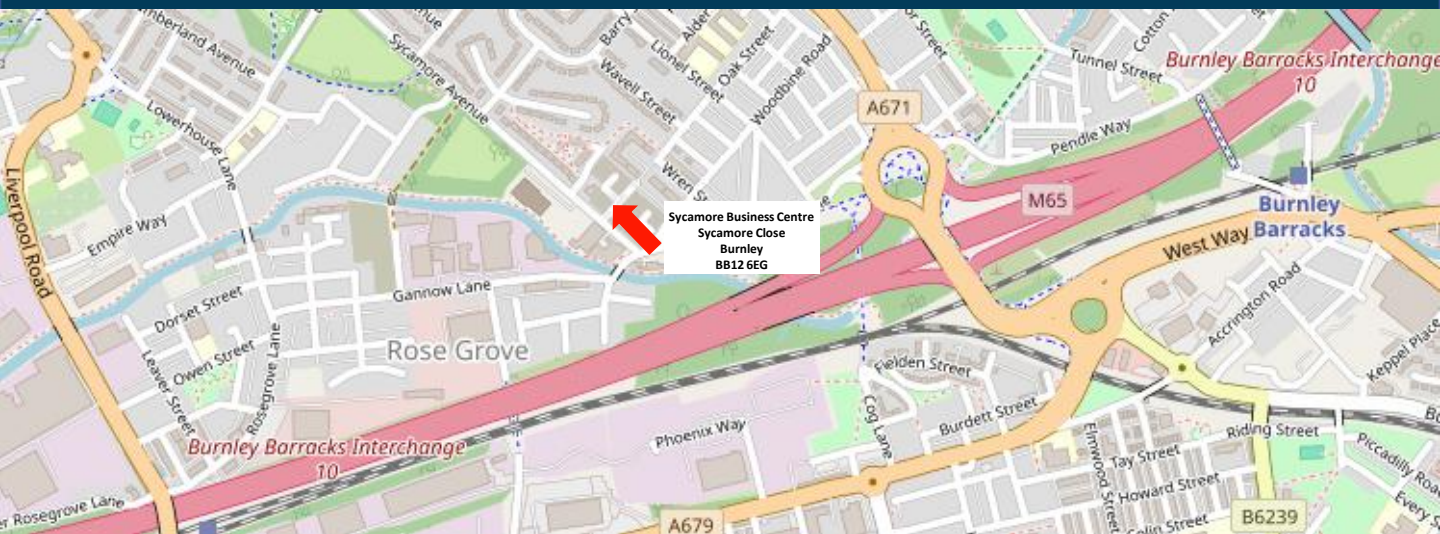 umberland Avenue
Sycamore Avenue
Barry S
Alder
Lionel Street
Oak Street
Wavell Street
Woodbine Road
or Street
Cotton
Tunnel Street
Burnley Barracks Interchange
10
A671
Pendle Way
Lowerhouse Lane
Liverpool Road
Wren S
M65
Burnley
Barracks
Sycamore Business Centre
Sycamore Close
Burnley
BB12 6EG
Empire Way
West Way
Gannow Lane
Dorset Street
Accrington Road
Rose Grove
Owen Street
Leaver Street
Rosegrove Lane
Fielden Street
Keppel Place
Cog Lane
Burdett Street
Phoenix Way
Burnley Barracks Interchange
10
Elmwood Street
Tay Street
Riding Street
Piccadilly Road
Howard Street
Every S
er Rosegrove Lane
A679
Colin Street
B6239